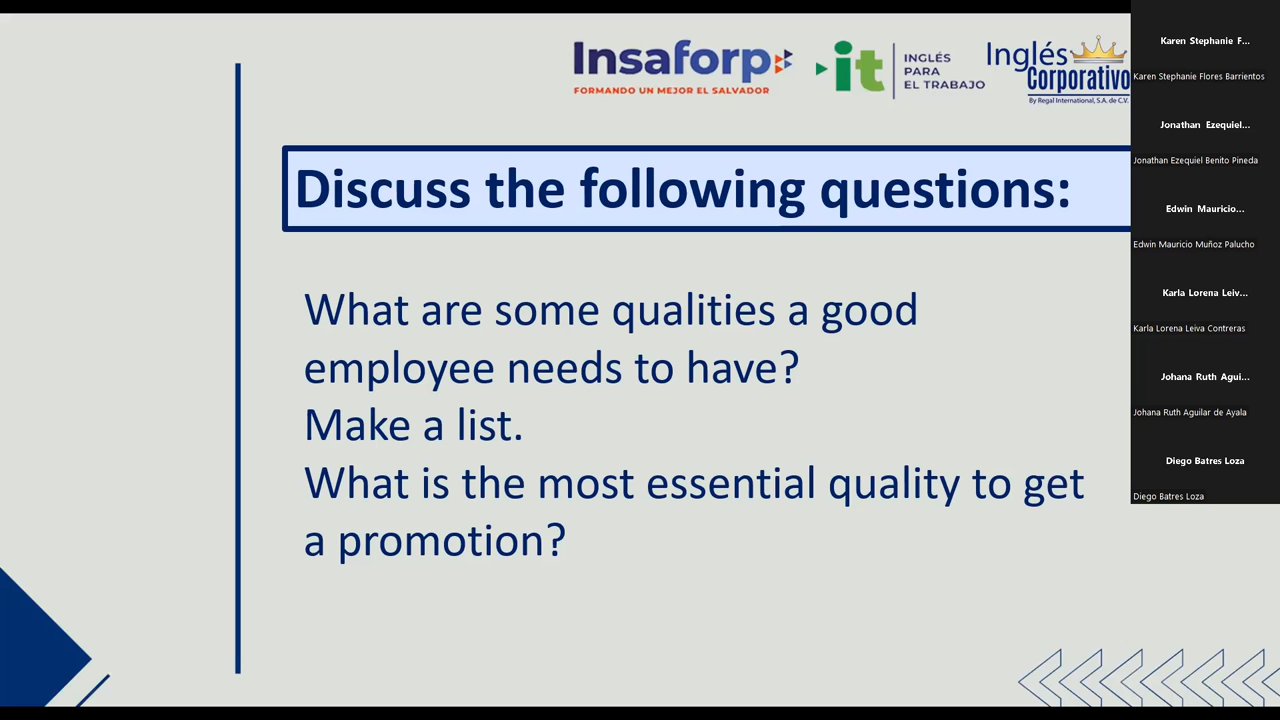 Insaforp
FORMANDO UN MEJOR EL SALVADOR
it
INGLÉS
PARA
EL TRABAJO
Inglés
Corporativo
By Regal International, S.A. de C.V.
Discuss the following questions:
What are some qualities a good
employee needs to have?
Make a list.
What is the most essential quality to get
a promotion?
Karen Stephanie F...
Karen Stephanie Flores Barrientos
Jonathan Ezequiel...
Jonathan Ezequiel Benito Pineda
Edwin Mauricio...
Edwin Mauricio Muñoz Palucho
Karla Lorena Leiv...
Karla Lorena Leiva Contreras
Johana Ruth Agui...
Johana Ruth Aguilar de Ayala
Diego Batres Loza
Diego Batres Loza